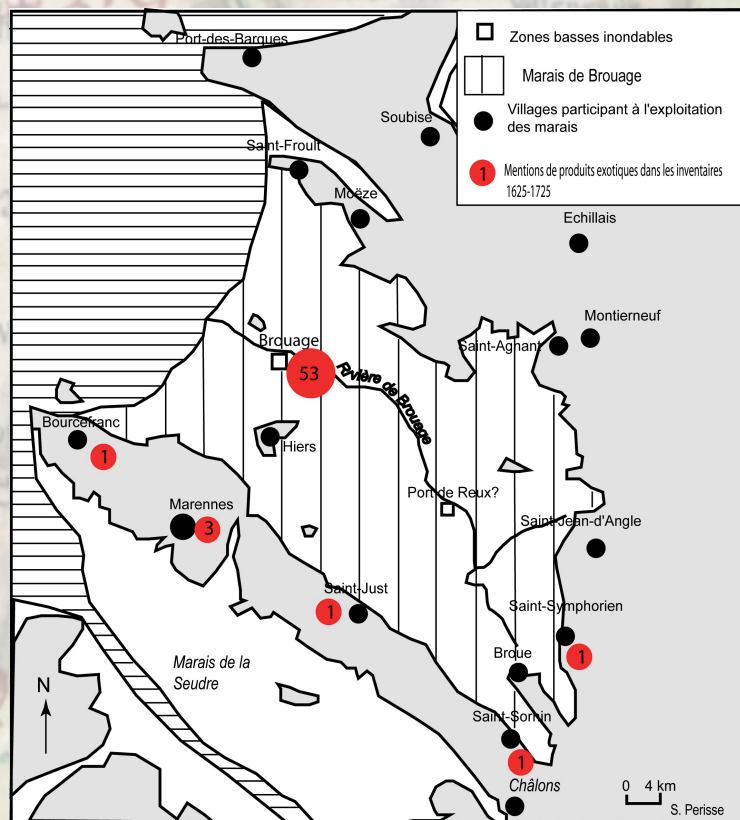 Zones basses inondables
Marais de Brouage
Villages participant à l'exploitation
des marais
1
Mentions de produits exotiques dans les inventaires
1625-1725
Port-des-Barques
Soubise
Saint-Froult
Moëze
Echillais
Montierneuf
Saint-Agnant
Brouage
53
Rivière de Brouage
Bourcefranc
1
Hiers
Marennes
3
Port de Reux?
Saint-Jean-d'Angle
Saint-Just
1
Saint-Symphorien
1
Broue
Marais de la
Seudre
N
Saint-Sornin
1
Châlons
0 4 km
S. Perisse